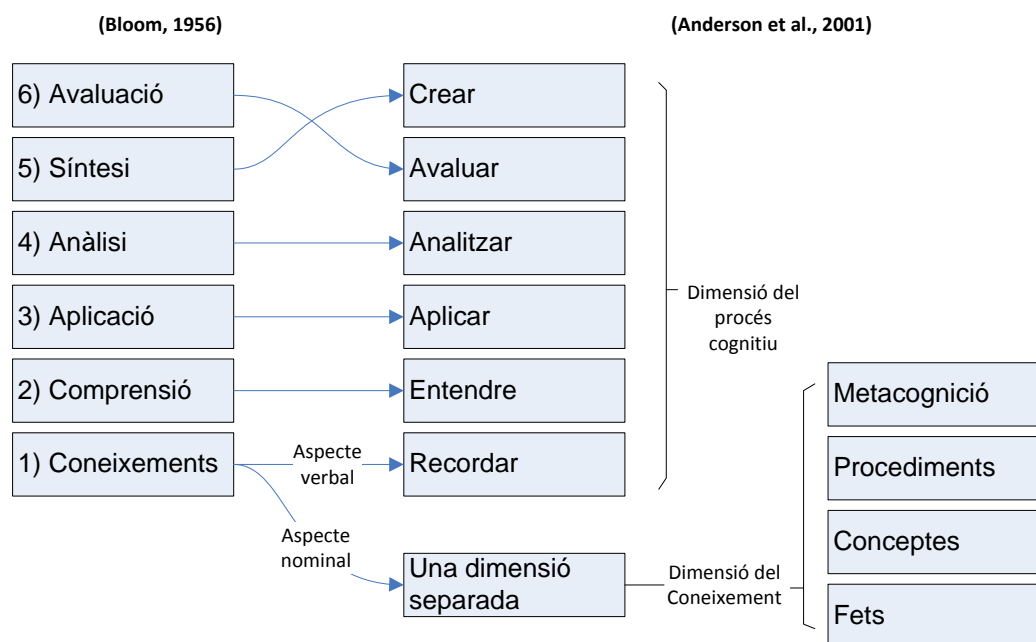 (Bloom, 1956)
(Anderson et al., 2001)
6) Avaluació
Crear
5) Síntesi
Avaluar
4) Anàlisi
Analitzar
3) Aplicació
Aplicar
Dimensió del
procés
cognitiu
2) Comprensió
Entendre
1) Coneixements
Aspecte
verbal
Recordar
Aspecte
nominal
Una dimensió
separada
Dimensió del
Coneixement
Metacognició
Procediments
Conceptes
Fets